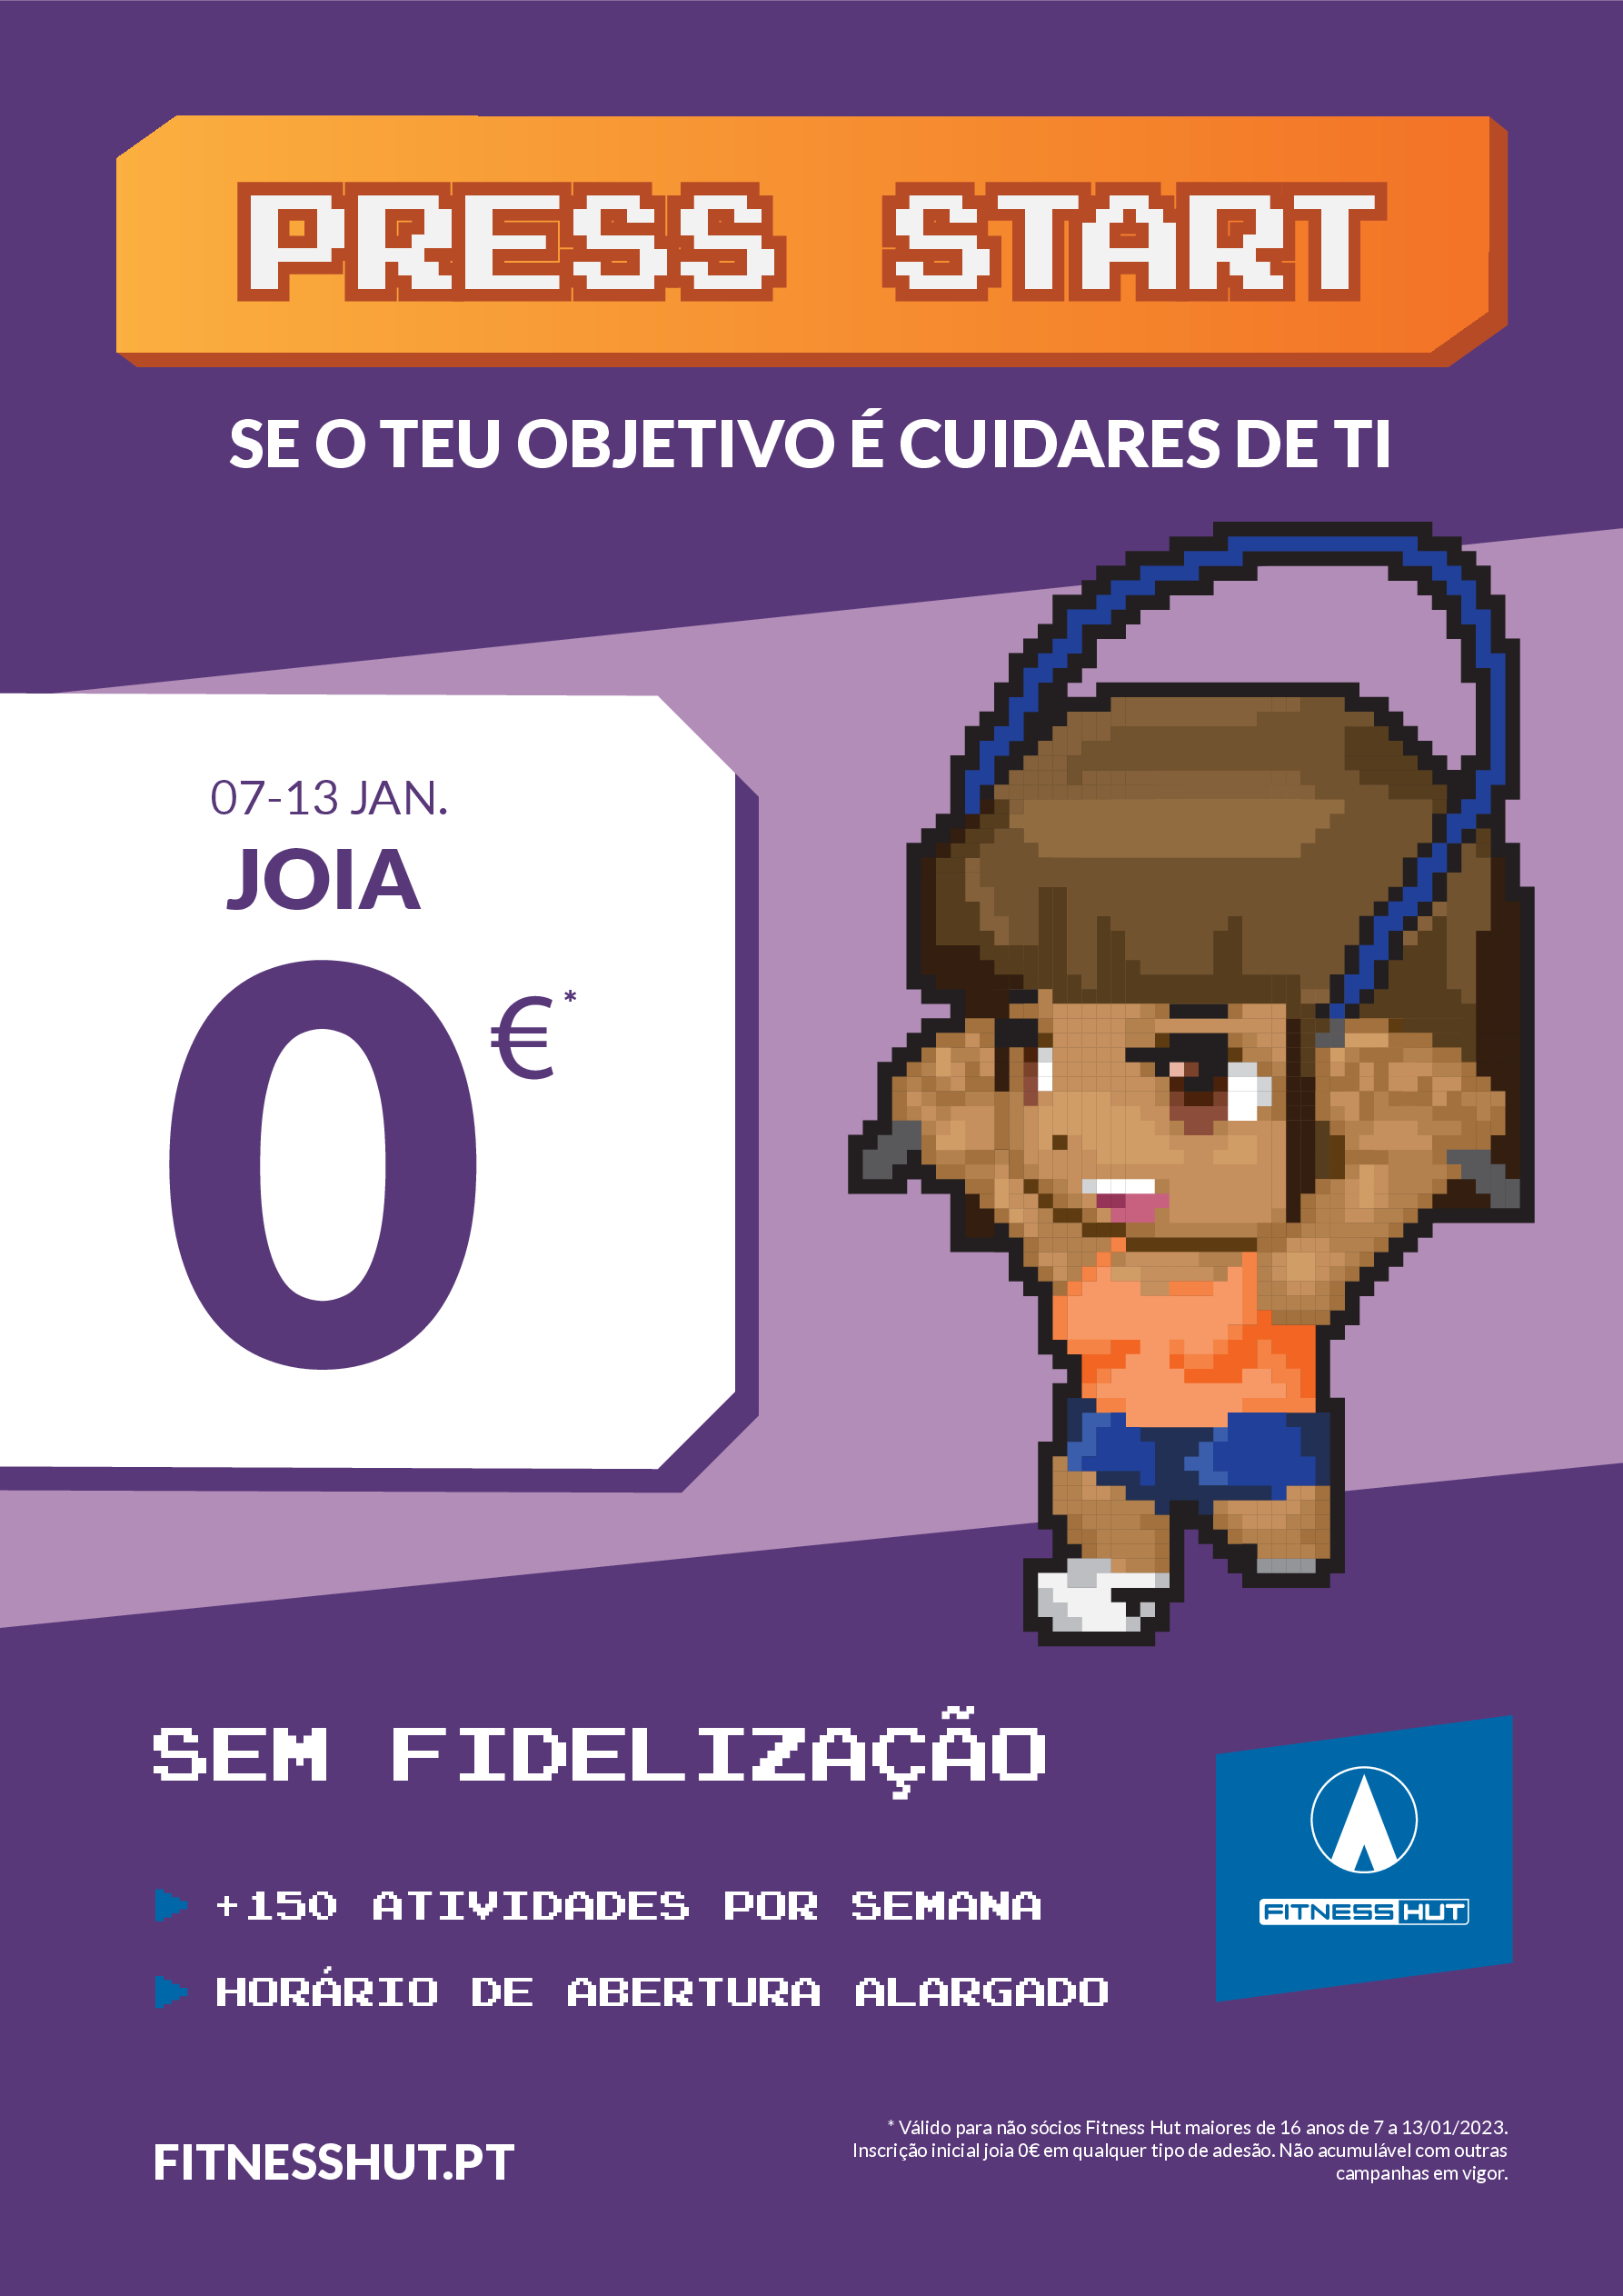 PRESS START
SE O TEU OBJETIVO É CUIDARES DE TI
07-13 JAN.
JOIA
0€*
SEM FIDELIZAÇÃO
+150 ATIVIDADES POR SEMANA
HORÁRIO DE ABERTURA ALARGADO
FITNESS HUT
FITNESSHUT.PT
* Válido para não sócios Fitness Hut maiores de 16 anos de 7 a 13/01/2023.
Inscrição inicial joia 0€ em qualquer tipo de adesão. Não acumulável com outras
campanhas em vigor.